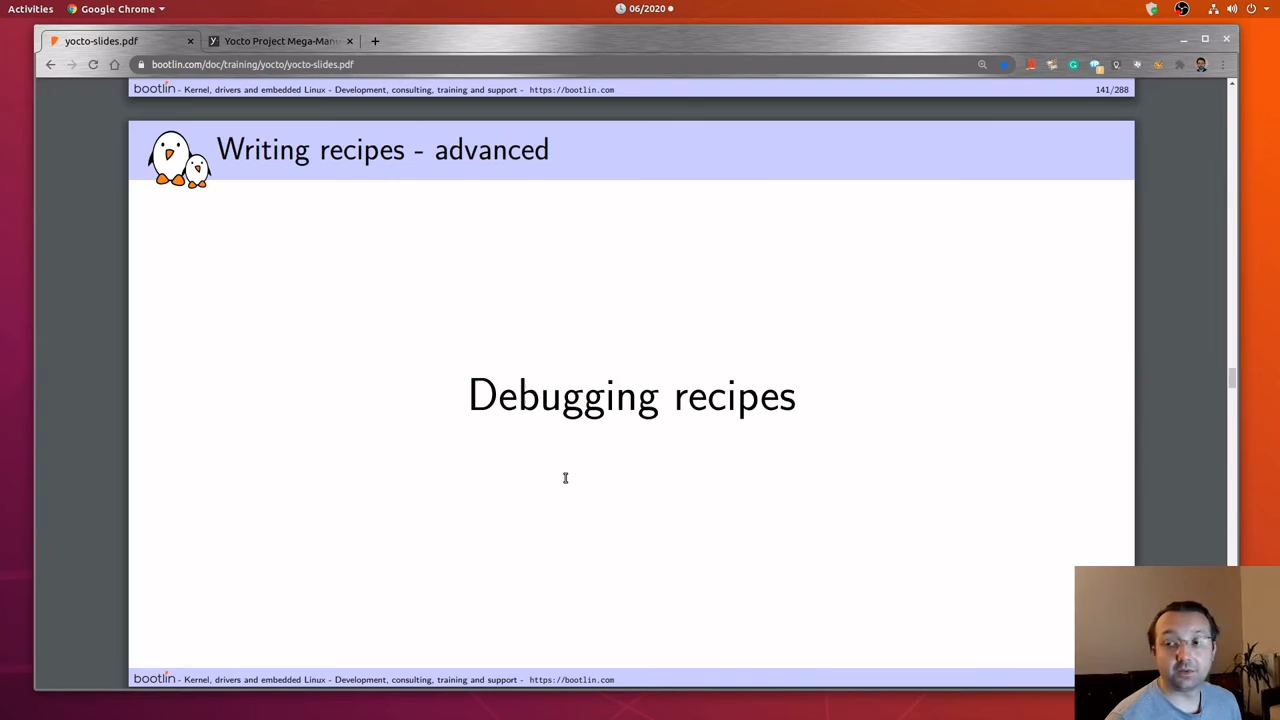 Activities Google Chrome 06/2020
yocto-slides.pdf Yocto Project Mega-Man
bootlin.com/doc/training/yocto/yocto-slides.pdf
bootlin - Kernel, drivers and embedded Linux - Development, consulting, training and support - https://bootlin.com 141/288
Writing recipes - advanced
Debugging recipes
bootlin - Kernel, drivers and embedded Linux - Development, consulting, training and support - https://bootlin.com